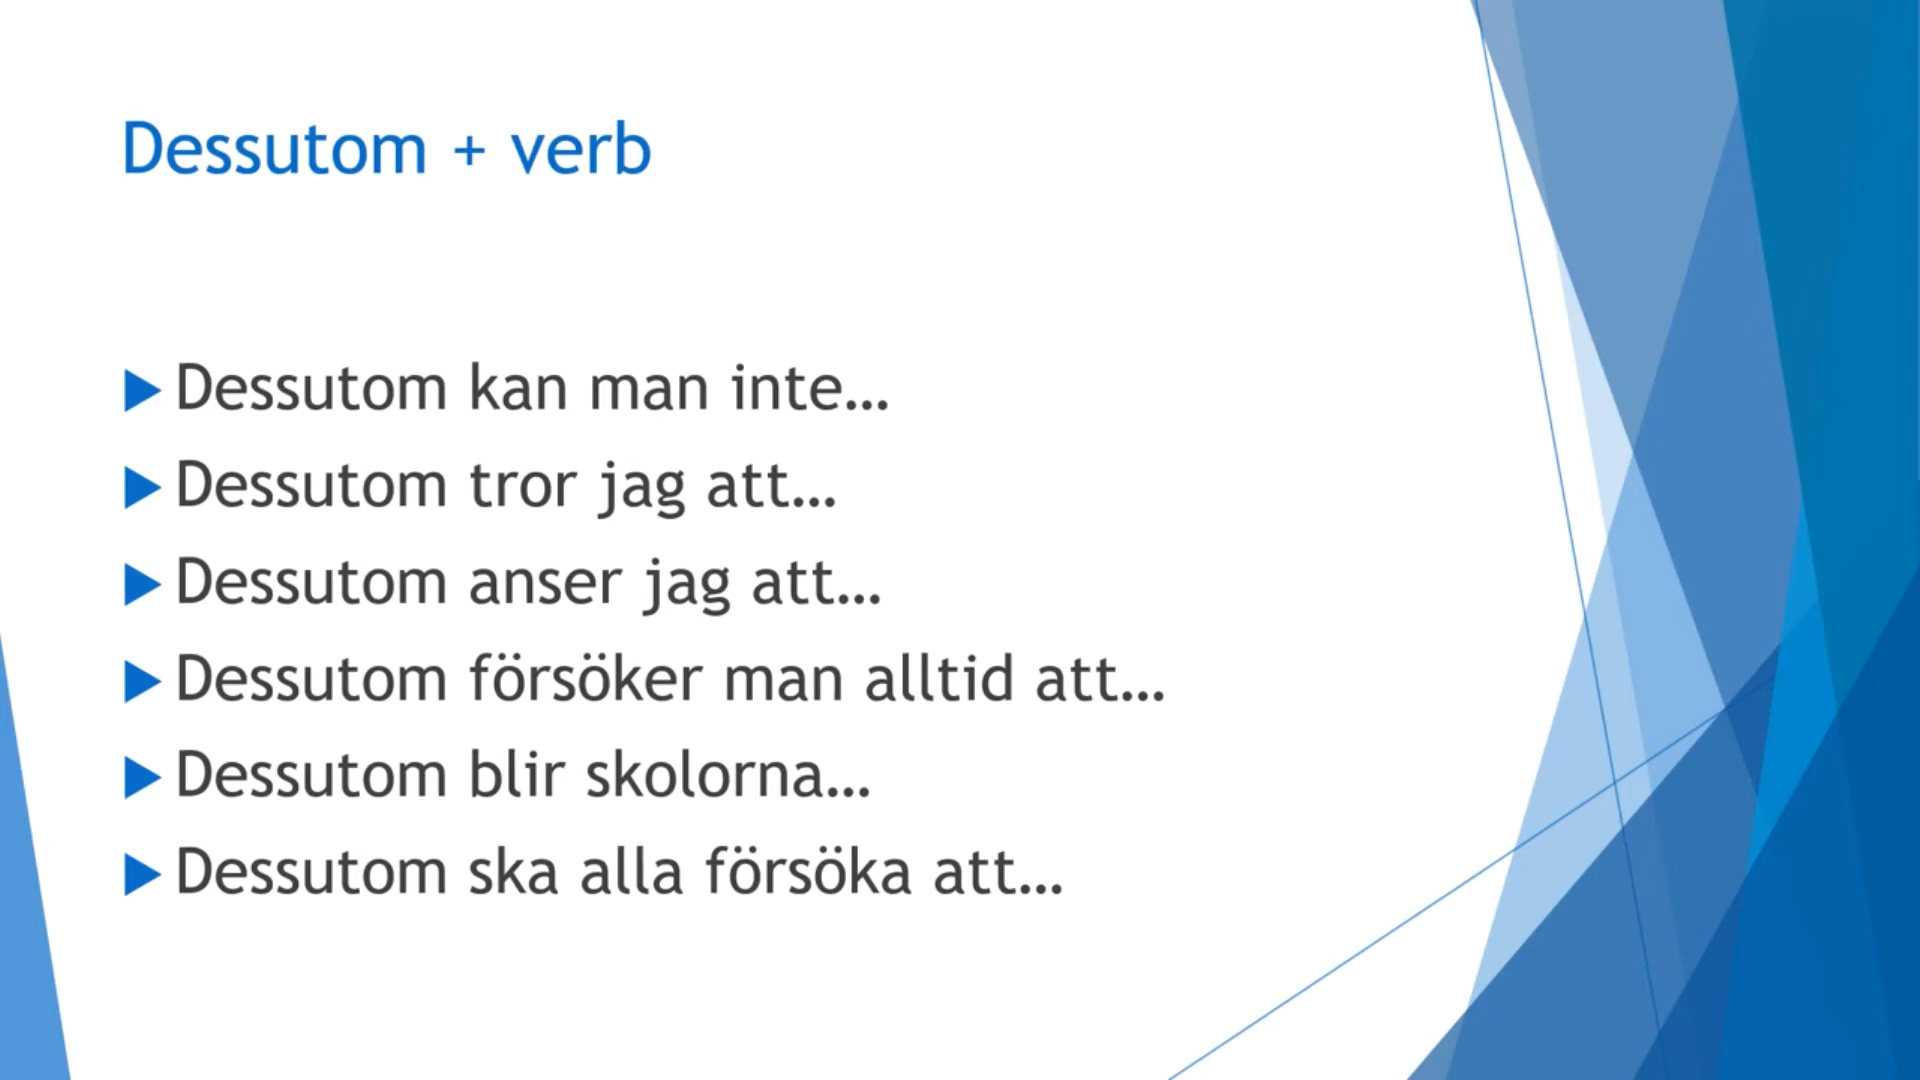 Dessutom + verb
Dessutom kan man inte…
Dessutom tror jag att…
Dessutom anser jag att…
Dessutom försöker man alltid att…
Dessutom blir skolorna…
Dessutom ska alla försöka att…